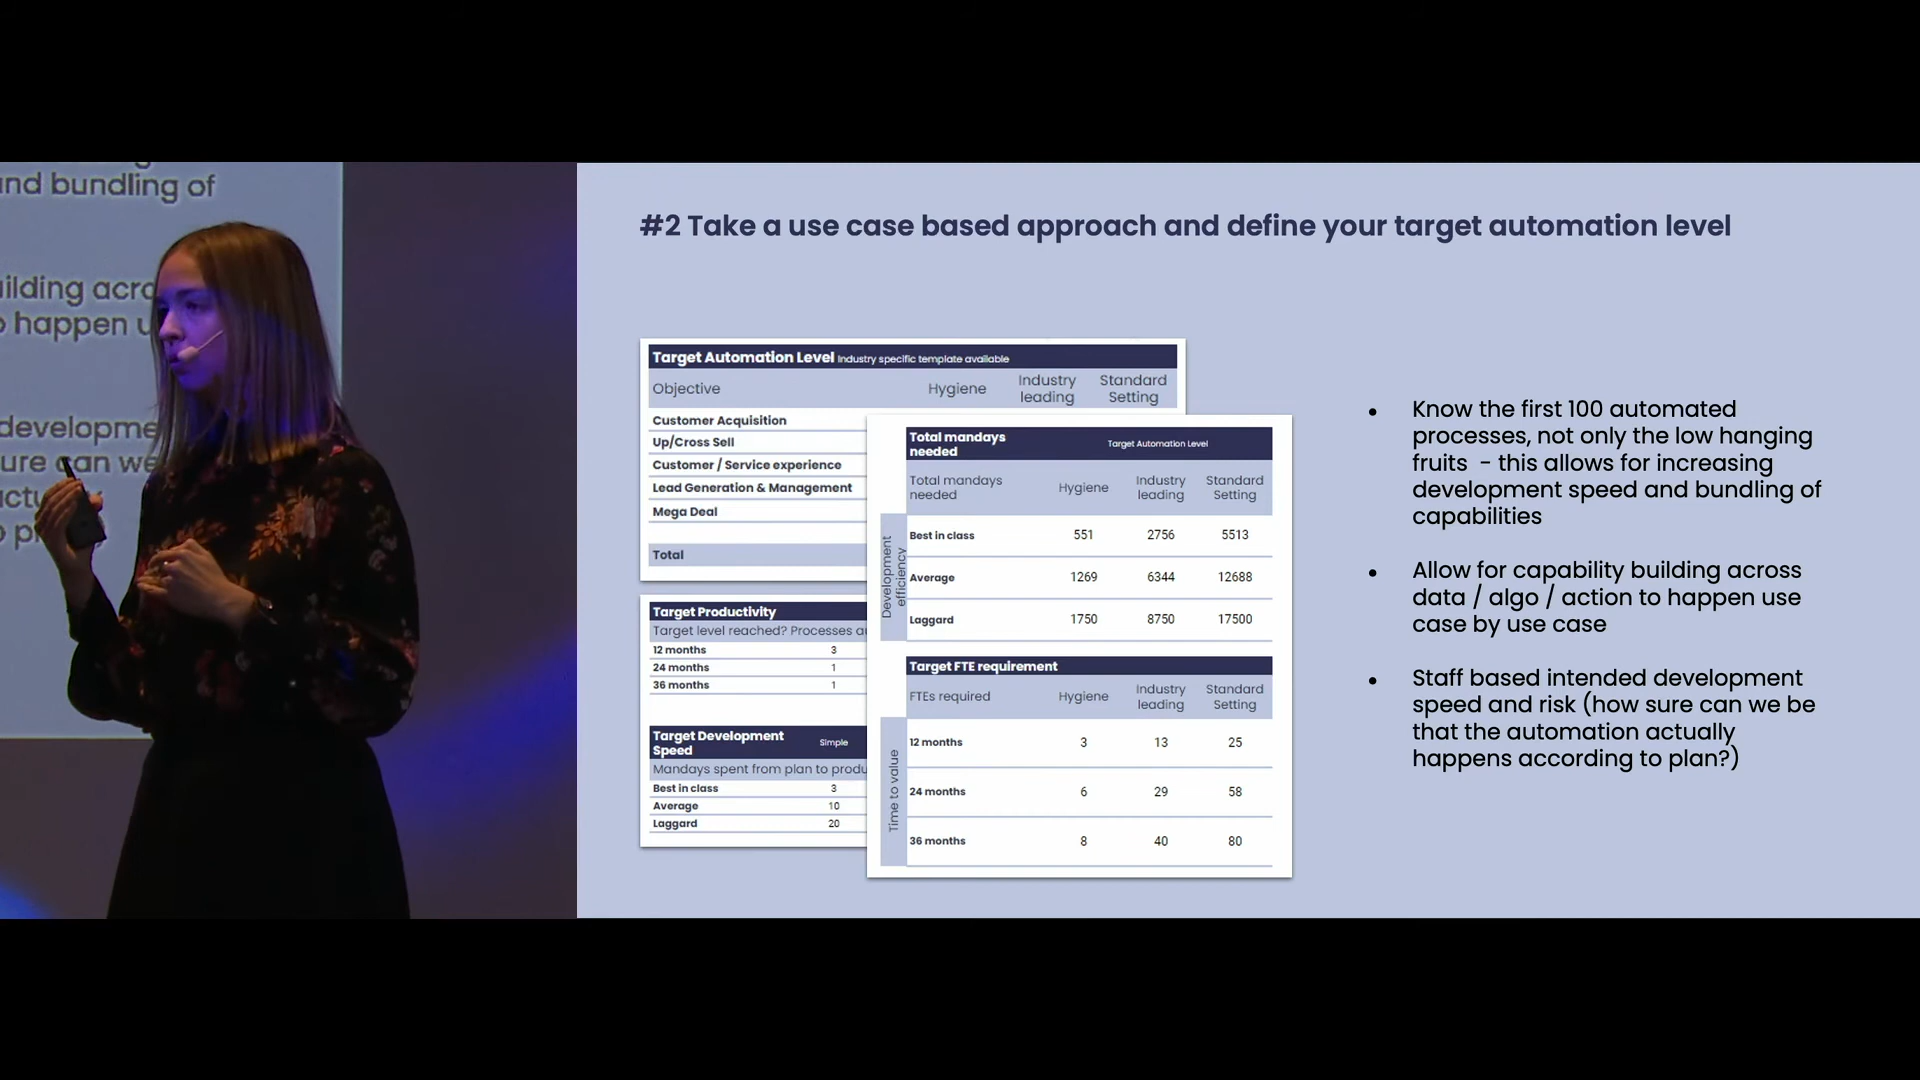 nd bundling of
ilding acro
o happen u
developme
ure can we
actu
o pl
#2 Take a use case based approach and define your target automation level
Target Automation Level Industry specific template available
Objective Hygiene Industry leading Standard Setting
Customer Acquisition
Up/Cross Sell
Customer / Service experience
Lead Generation & Management
Mega Deal
Total
Target Productivity
Target level reached? Processes au
12 months 3
24 months 1
36 months 1
Target Development Speed Simple
Mandays spent from plan to produ
Best in class 3
Average 10
Laggard 20
Total mandays needed Target Automation Level
Total mandays needed Hygiene Industry leading Standard Setting
Development efficiency
Best in class 551 2756 5513
Average 1269 6344 12688
Laggard 1750 8750 17500
Target FTE requirement
FTEs required Hygiene Industry leading Standard Setting
Time to value
12 months 3 13 25
24 months 6 29 58
36 months 8 40 80
• Know the first 100 automated
processes, not only the low hanging
fruits - this allows for increasing
development speed and bundling of
capabilities
• Allow for capability building across
data / algo / action to happen use
case by use case
• Staff based intended development
speed and risk (how sure can we be
that the automation actually
happens according to plan?)